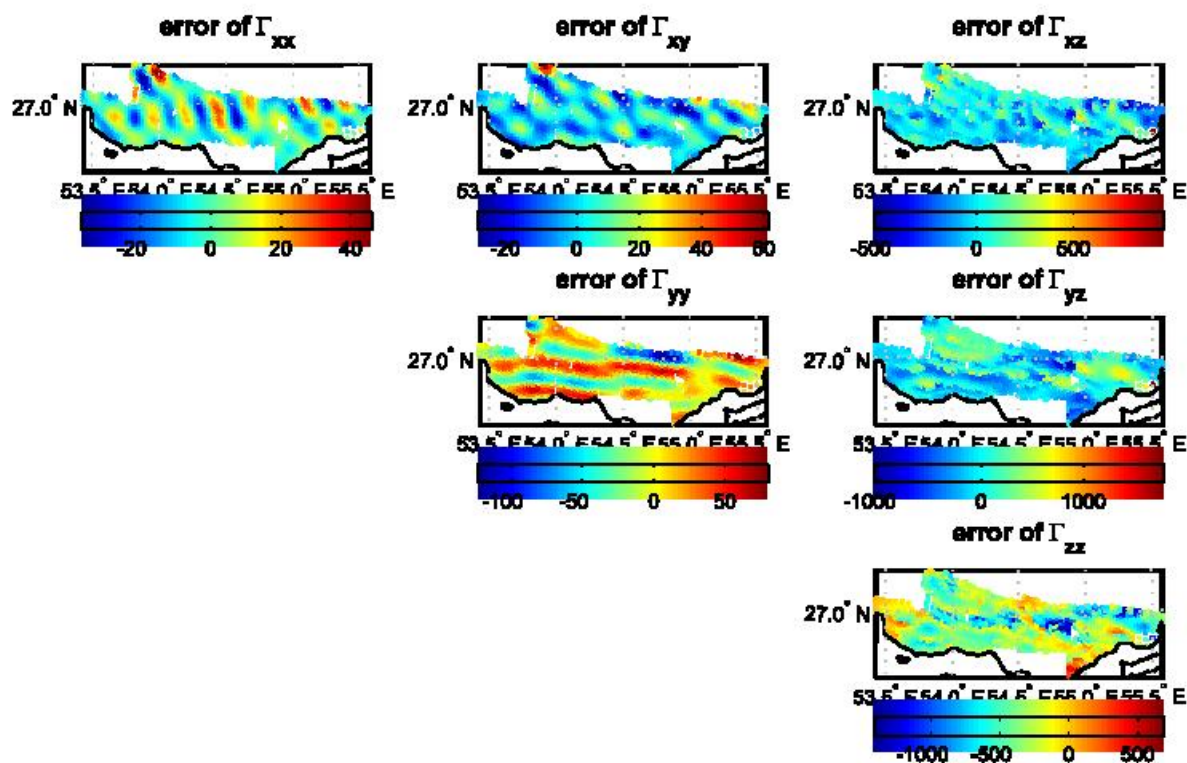 error of Γxx
error of Γxy
error of Γxz
27.0° N
27.0° N
27.0° N
53.5° E 54.0° E 54.5° E 55.0° E 55.5° E
53.5° E 54.0° E 54.5° E 55.0° E 55.5° E
53.5° E 54.0° E 54.5° E 55.0° E 55.5° E
-20 0 20 40
-20 0 20 40 60
-500 0 500
error of Γyy
error of Γyz
27.0° N
27.0° N
53.5° E 54.0° E 54.5° E 55.0° E 55.5° E
53.5° E 54.0° E 54.5° E 55.0° E 55.5° E
-100 -50 0 50
-1000 0 1000
error of Γzz
27.0° N
53.5° E 54.0° E 54.5° E 55.0° E 55.5° E
-1000 -500 0 500